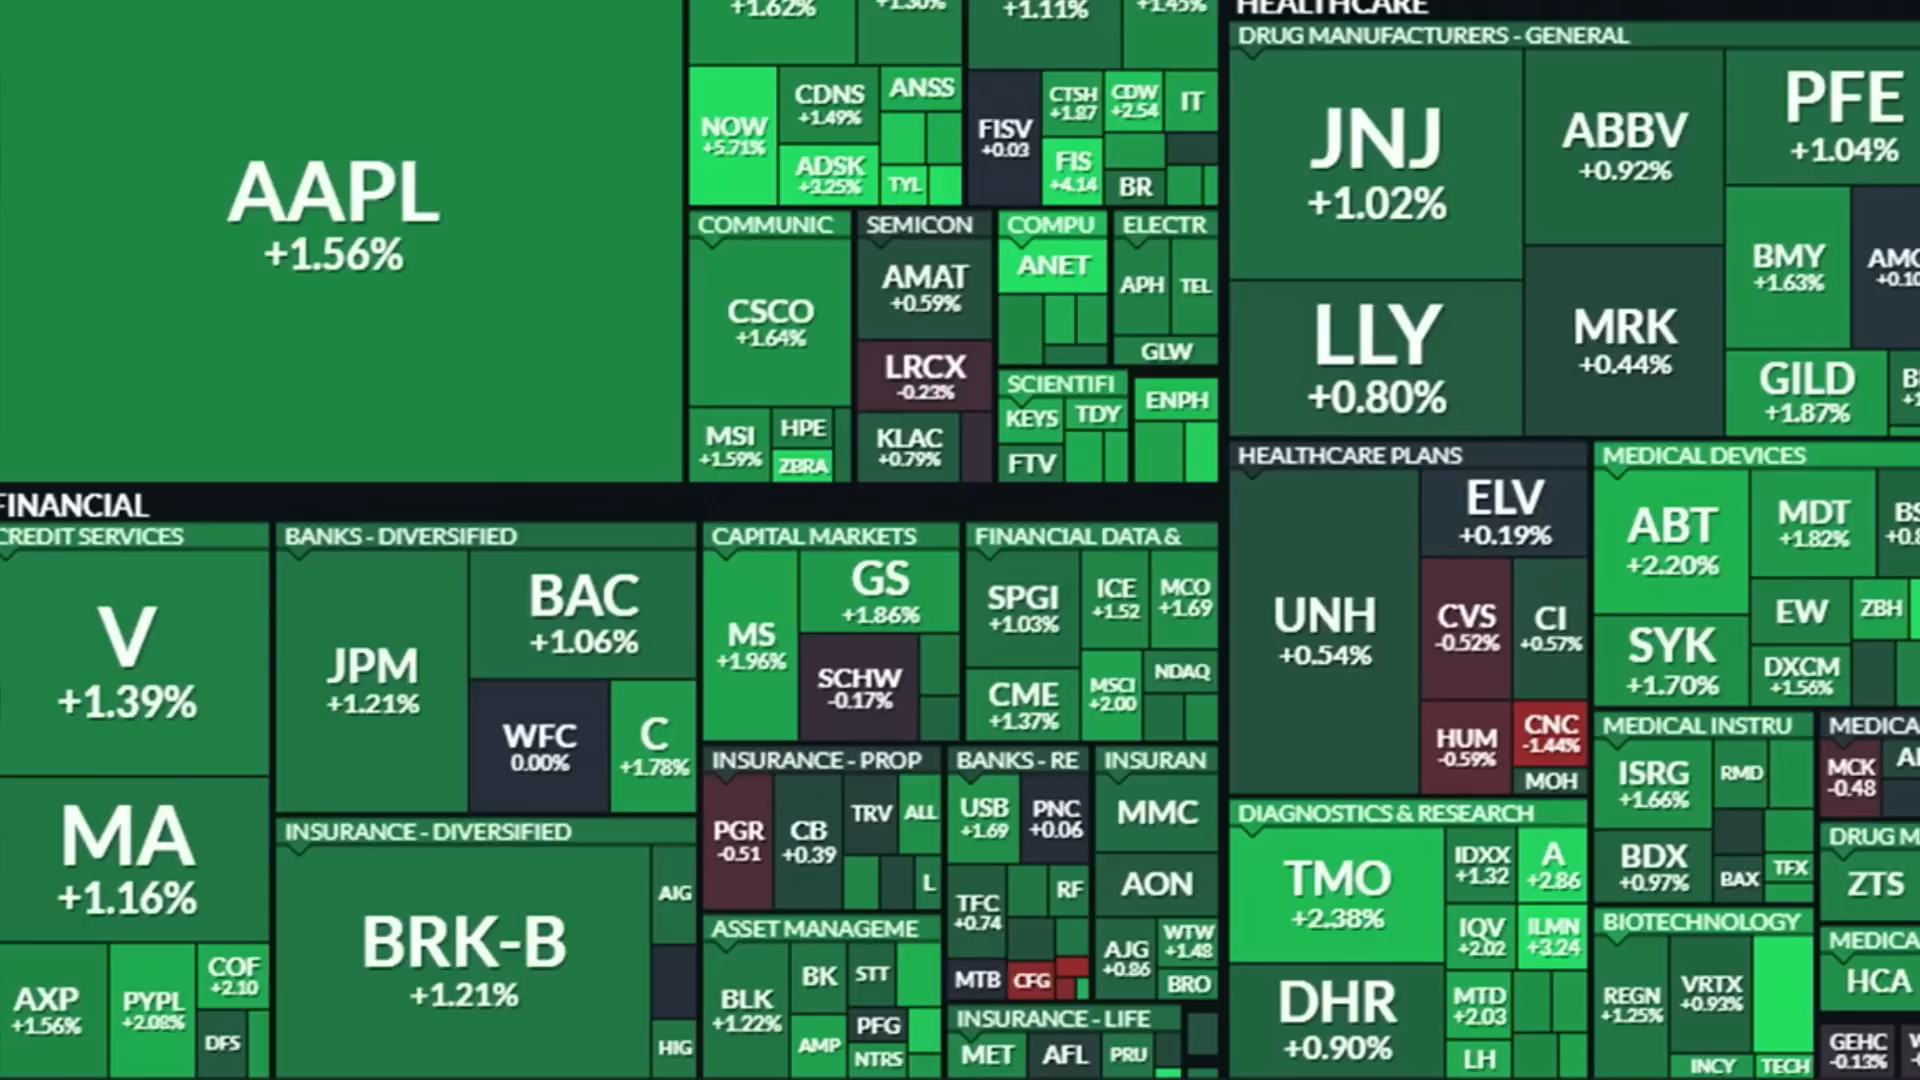 +1.62%
+1.30%
+1.11%
+1.45%
AAPL
+1.56%
NOW
+5.71%
CDNS
+1.49%
ANSS
ADSK
+3.25%
TYL
FISV
+0.03
CTSH
+1.87
CDW
+2.54
IT
FIS
+4.14
BR
COMMUNIC
CSCO
+1.64%
MSI
+1.59%
HPE
ZBRA
SEMICON
AMAT
+0.59%
LRCX
-0.23%
KLAC
+0.79%
COMPU
ANET
ELECTR
APH
TEL
GLW
SCIENTIFI
KEYS
TDY
FTV
ENPH
HEALTHCARE
DRUG MANUFACTURERS - GENERAL
JNJ
+1.02%
ABBV
+0.92%
PFE
+1.04%
LLY
+0.80%
MRK
+0.44%
BMY
+1.63%
AMG
+0.10
GILD
+1.87%
FINANCIAL
CREDIT SERVICES
V
+1.39%
MA
+1.16%
AXP
+1.56%
PYPL
+2.08%
COF
+2.10
DFS
BANKS - DIVERSIFIED
JPM
+1.21%
BAC
+1.06%
WFC
0.00%
C
+1.78%
INSURANCE - DIVERSIFIED
BRK-B
+1.21%
AIG
HIG
CAPITAL MARKETS
MS
+1.96%
GS
+1.86%
SCHW
-0.17%
FINANCIAL DATA &
SPGI
+1.03%
ICE
+1.52
MCO
+1.69
CME
+1.37%
MSCI
+2.00
NDAQ
INSURANCE - PROP
PGR
-0.51
CB
+0.39
TRV
ALL
L
BANKS - RE
USB
+1.69
PNC
+0.06
TFC
+0.74
RF
MTB
CFG
INSURAN
MMC
AON
AJG
+0.86
WTW
+1.48
BRO
ASSET MANAGEME
BLK
+1.22%
BK
STT
AMP
PFG
NTRS
INSURANCE - LIFE
MET
AFL
PRU
HEALTHCARE PLANS
UNH
+0.54%
ELV
+0.19%
CVS
-0.52%
CI
+0.57%
HUM
-0.59%
CNC
-1.44%
MOH
MEDICAL DEVICES
ABT
+2.20%
MDT
+1.82%
BS
+0.8
SYK
+1.70%
EW
ZBH
DXCM
+1.56%
DIAGNOSTICS & RESEARCH
TMO
+2.38%
IDXX
+1.32
A
+2.86
IQV
+2.02
ILMN
+3.24
DHR
+0.90%
MTD
+2.03
LH
MEDICAL INSTRU
ISRG
+1.66%
RMD
BDX
+0.97%
BAX
TFX
MEDICA
MCK
-0.48
DRUG M
ZTS
BIOTECHNOLOGY
REGN
+1.25%
VRTX
+0.93%
INCY
TECH
MEDICA
HCA
GEHC
-0.13%